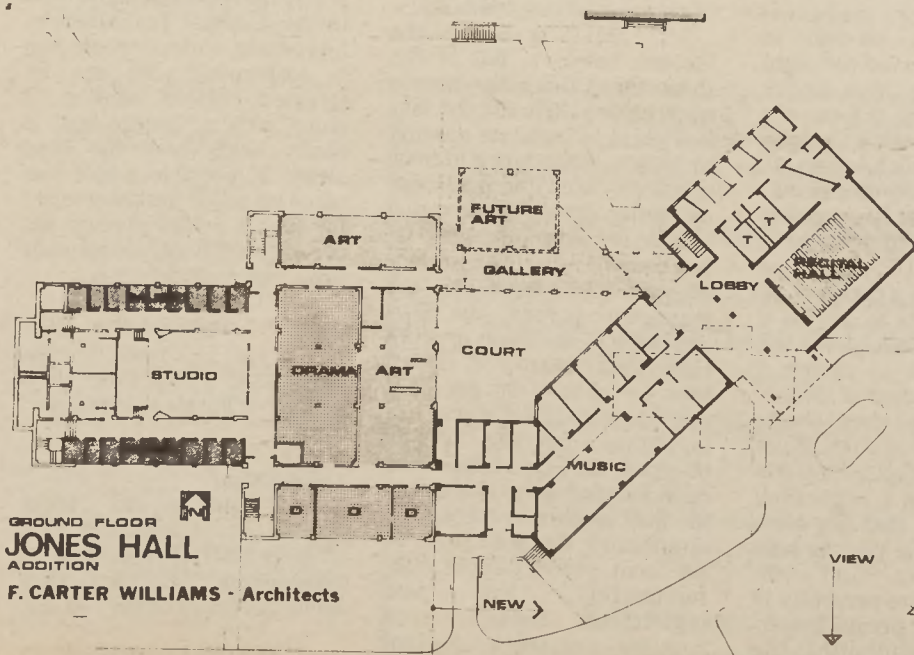 FUTURE
ART
ART
GALLERY
T
T
RECITAL
HALL
LOBBY
STUDIO
DRAMA
ART
COURT
MUSIC
D
D
D
N
GROUND FLOOR
JONES HALL
ADDITION
F. CARTER WILLIAMS - Architects
NEW
VIEW